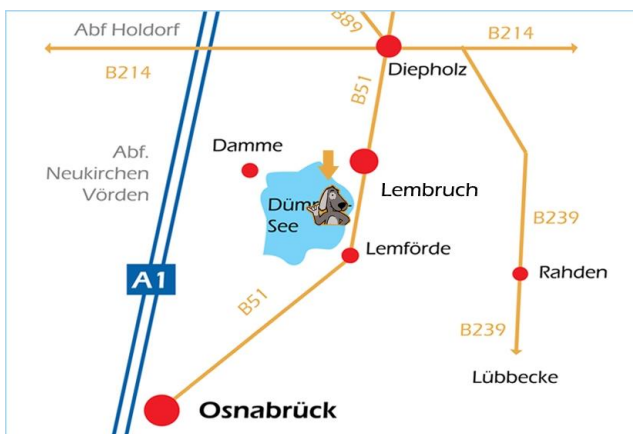 B89
Abf Holdorf
B214
B214
Diepholz
B51
Damme
Abf.
Neukirchen
Vörden
Lembruch
Düm
See
B239
Lemförde
A1
Rahden
B51
B239
Lübbecke
Osnabrück